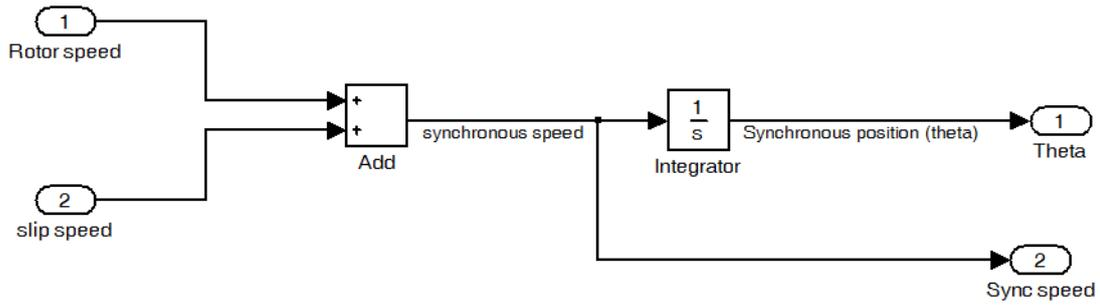 1
Rotor speed
+
+
Add
synchronous speed
1
s
Integrator
Synchronous position (theta)
1
Theta
2
slip speed
2
Sync speed